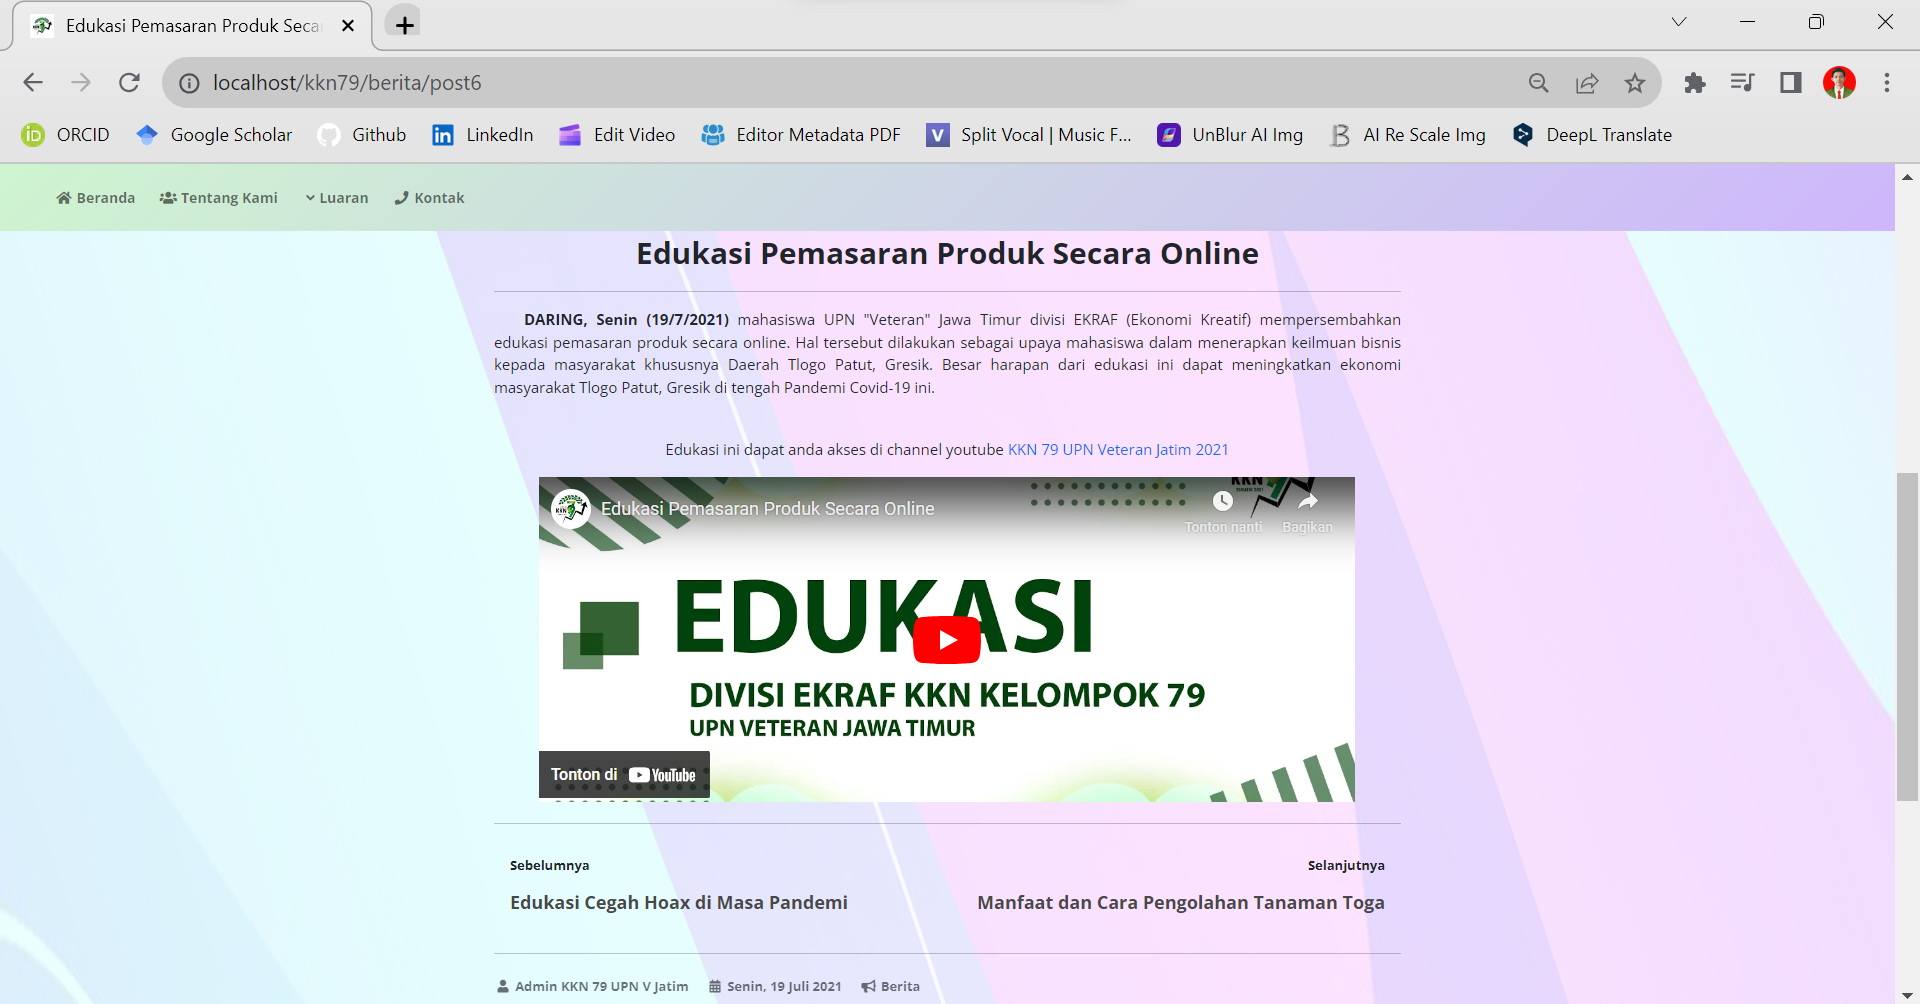 Edukasi Pemasaran Produk Seca
localhost/kkn79/berita/post6
ORCID Google Scholar Github LinkedIn Edit Video Editor Metadata PDF Split Vocal | Music F... UnBlur AI Img AI Re Scale Img DeepL Translate
Beranda Tentang Kami Luaran Kontak
Edukasi Pemasaran Produk Secara Online
DARING, Senin (19/7/2021) mahasiswa UPN "Veteran" Jawa Timur divisi EKRAF (Ekonomi Kreatif) mempersembahkan
edukasi pemasaran produk secara online. Hal tersebut dilakukan sebagai upaya mahasiswa dalam menerapkan keilmuan bisnis
kepada masyarakat khususnya Daerah Tlogo Patut, Gresik. Besar harapan dari edukasi ini dapat meningkatkan ekonomi
masyarakat Tlogo Patut, Gresik di tengah Pandemi Covid-19 ini.
Edukasi ini dapat anda akses di channel youtube KKN 79 UPN Veteran Jatim 2021
KKN
Edukasi Pemasaran Produk Secara Online
Tonton nanti Bagikan
EDUKASI
DIVISI EKRAF KKN KELOMPOK 79
UPN VETERAN JAWA TIMUR
Tonton di YouTube
Sebelumnya Selanjutnya
Edukasi Cegah Hoax di Masa Pandemi Manfaat dan Cara Pengolahan Tanaman Toga
Admin KKN 79 UPN V Jatim Senin, 19 Juli 2021 Berita